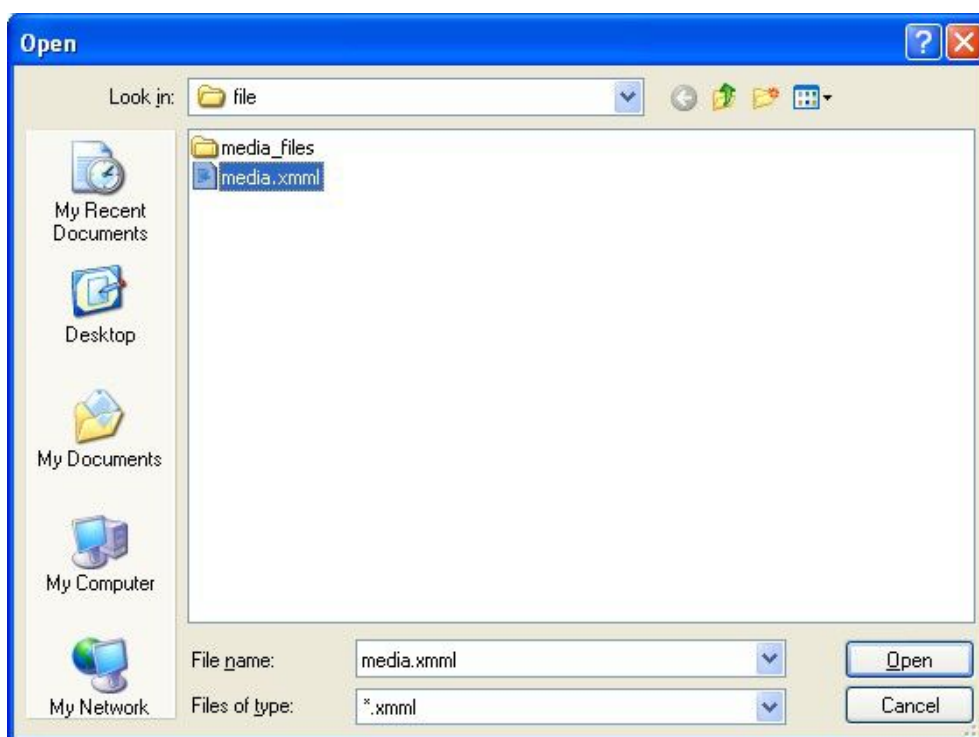 Open
Look in:
file
media_files
media.xmml
My Recent
Documents
Desktop
My Documents
My Computer
My Network
File name:
media.xmml
Open
Files of type:
*.xmml
Cancel